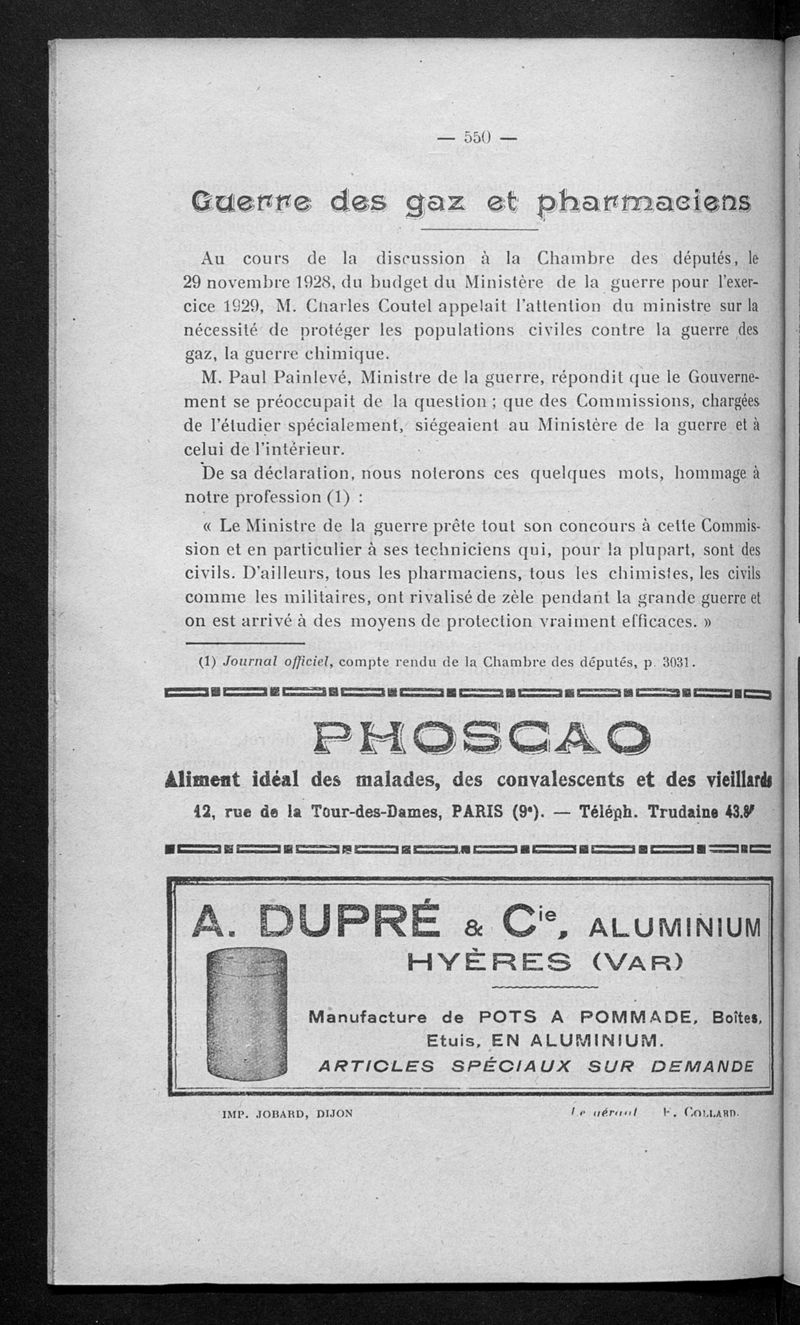 — 550 —
Guerre des gaz et pharmaciens
Au cours de la discussion à la Chambre des députés, le
29 novembre 1928, du budget du Ministère de la guerre pour l'exer-
cice 1929, M. Charles Coutel appelait l'attention du ministre sur la
nécessité de protéger les populations civiles contre la guerre des
gaz, la guerre chimique.
M. Paul Painlevé, Ministre de la guerre, répondit que le Gouverne-
ment se préoccupait de la question ; que des Commissions, chargées
de l'étudier spécialement, siégeaient au Ministère de la guerre et à
celui de l'intérieur.
De sa déclaration, nous noterons ces quelques mots, hommage à
notre profession (1) :
« Le Ministre de la guerre prête tout son concours à cette Commis-
sion et en particulier à ses techniciens qui, pour la plupart, sont des
civils. D'ailleurs, tous les pharmaciens, tous les chimistes, les civils
comme les militaires, ont rivalisé de zèle pendant la grande guerre et
on est arrivé à des moyens de protection vraiment efficaces. »
(1) Journal officiel, compte rendu de la Chambre des députés, p. 3031.
PHOSCAO
Aliment idéal des malades, des convalescents et des vieillards
12, rue de la Tour-des-Dames, PARIS (9e). — Téléph. Trudaine
A. DUPRÉ & Cie, ALUMINIUM
HYÈRES (VAR)
Manufacture de POTS A POMMADE, Boîtes,
Etuis, EN ALUMINIUM.
ARTICLES SPÉCIAUX SUR DEMANDE
IMP. JOBARD, DIJON
Le gérant COLLARD.